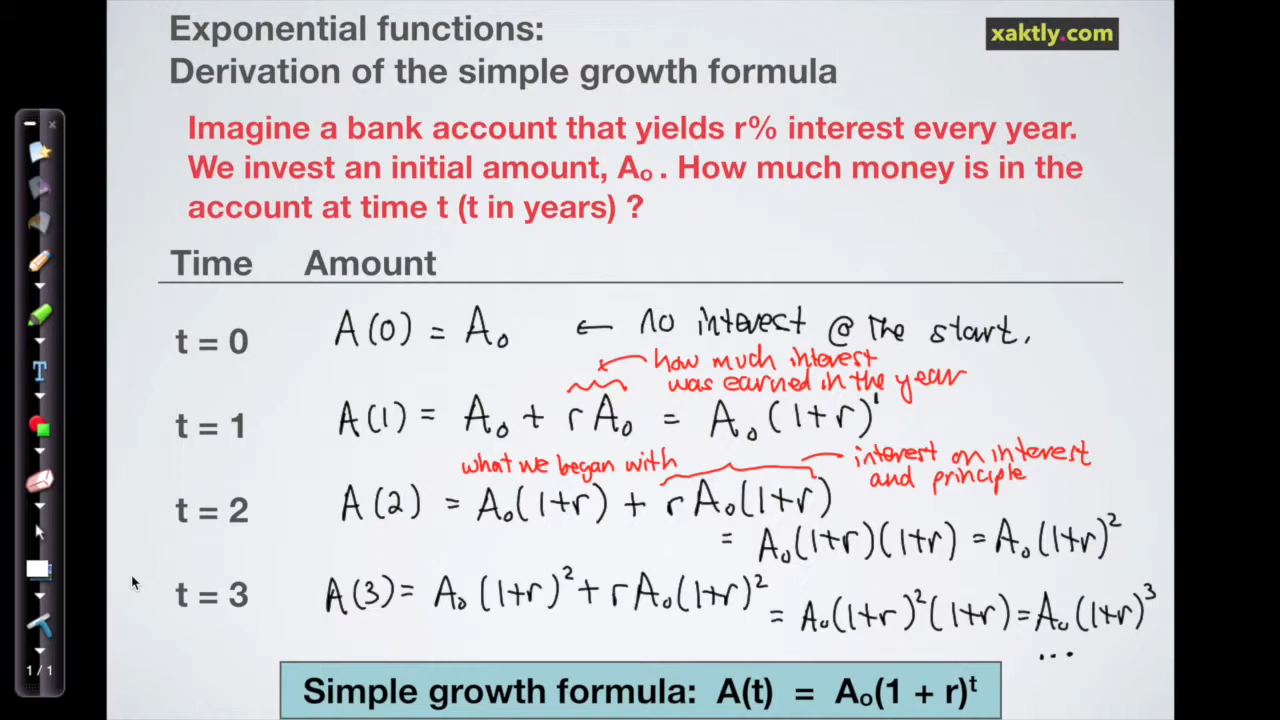 Exponential functions:
xaktly.com
Derivation of the simple growth formula
Imagine a bank account that yields r% interest every year.
We invest an initial amount, A₀ . How much money is in the
account at time t (t in years) ?
Time Amount
t = 0 A(0) = A₀ ← no interest @ the start.
how much interest
was earned in the year
t = 1 A(1) = A₀ + rA₀ = A₀(1+r)¹
what we began with
interest on interest
and principle
t = 2 A(2) = A₀(1+r) + rA₀(1+r)
= A₀(1+r)(1+r) = A₀(1+r)²
t = 3 A(3) = A₀(1+r)² + rA₀(1+r)²
= A₀(1+r)²(1+r) = A₀(1+r)³
...
1/1
Simple growth formula: A(t) = A₀(1 + r)ᵗ